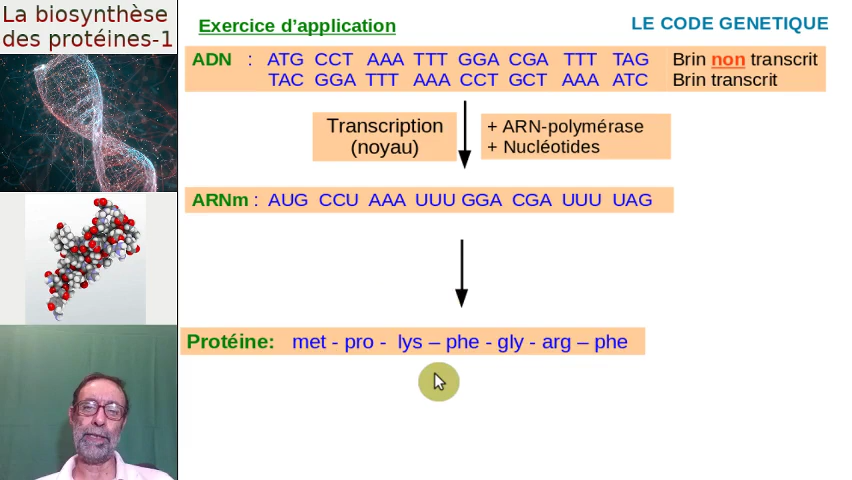 La biosynthèse
des protéines-1
Exercice d'application
LE CODE GENETIQUE
ADN : ATG CCT AAA TTT GGA CGA TTT TAG Brin non transcrit
TAC GGA TTT AAA CCT GCT AAA ATC Brin transcrit
Transcription
(noyau)
+ ARN-polymérase
+ Nucléotides
ARNm : AUG CCU AAA UUU GGA CGA UUU UAG
Protéine: met - pro - lys – phe - gly - arg – phe